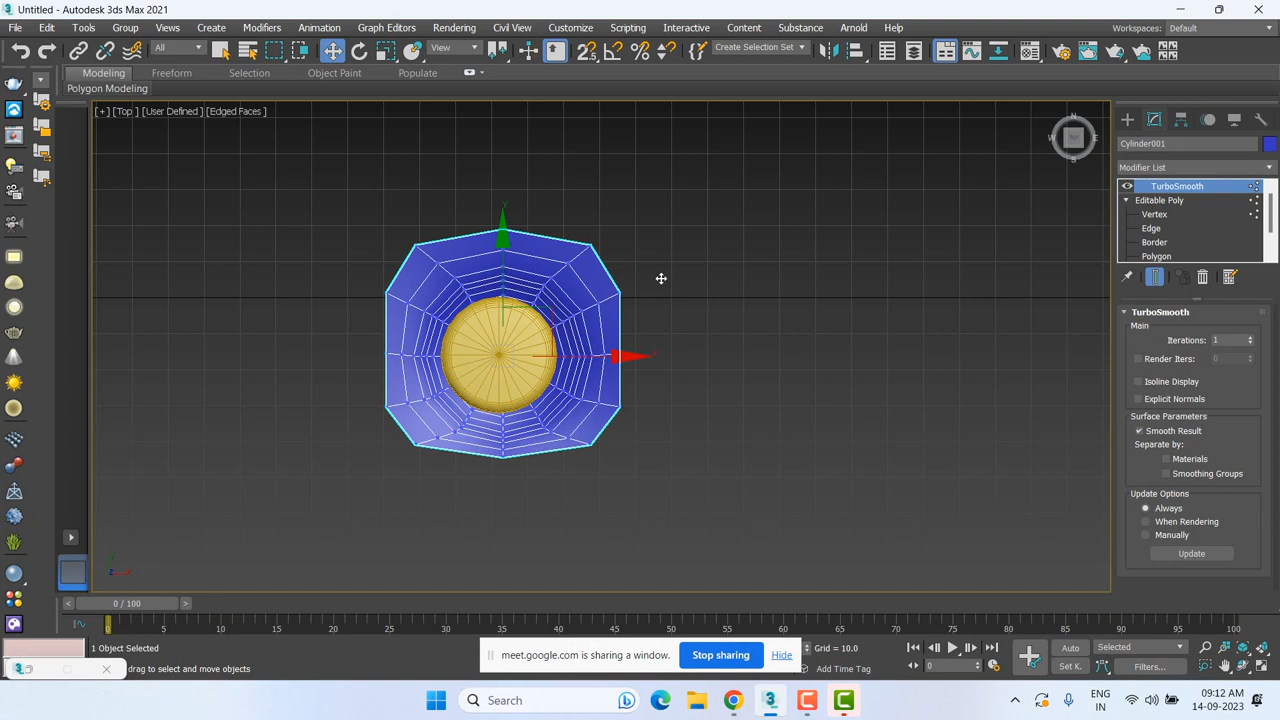 Untitled - Autodesk 3ds Max 2021
File Edit Tools Group Views Create Modifiers Animation Graph Editors Rendering Civil View Customize Scripting Interactive Content Substance Arnold Help
Workspaces: Default
All View Create Selection Set
Modeling Freeform Selection Object Paint Populate
Polygon Modeling
[+] [Top ] [User Defined ] [Edged Faces ]
N
W E
S
Cylinder001
Modifier List
TurboSmooth
Editable Poly
Vertex
Edge
Border
Polygon
TurboSmooth
Main
Iterations: 1
Render Iters: 0
Isoline Display
Explicit Normals
Surface Parameters
Smooth Result
Separate by:
Materials
Smoothing Groups
Update Options
Always
When Rendering
Manually
Update
0 / 100
0 5 10 15 20 25 30 35 40 45 50 55 60 65 70 75 80 85 90 95 100
1 Object Selected
drag to select and move objects
meet.google.com is sharing a window. Stop sharing Hide
Grid = 10.0
Add Time Tag
Auto Selected
Set K. Filters...
0
Search
ENG
IN
09:12 AM
14-09-2023